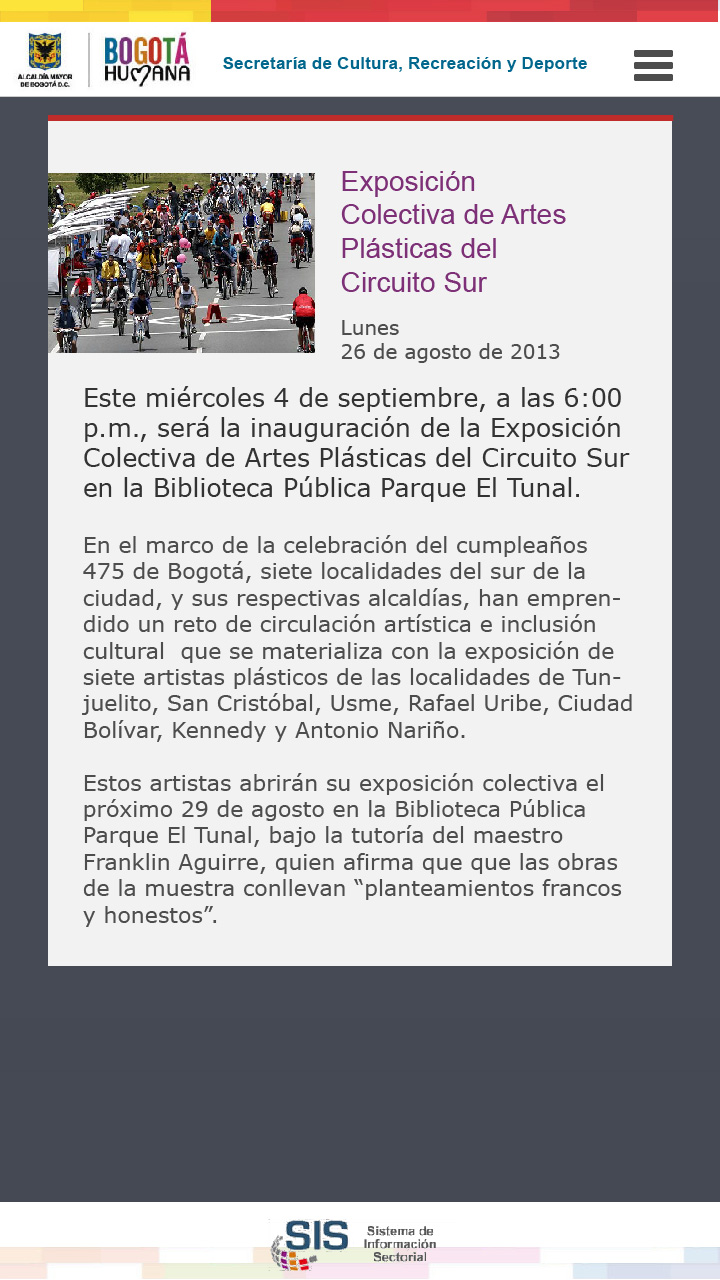 ALCALDÍA MAYOR
DE BOGOTÁ D.C.
BOGOTÁ
HUMANA
Secretaría de Cultura, Recreación y Deporte
Exposición
Colectiva de Artes
Plásticas del
Circuito Sur
Lunes
26 de agosto de 2013
Este miércoles 4 de septiembre, a las 6:00
p.m., será la inauguración de la Exposición
Colectiva de Artes Plásticas del Circuito Sur
en la Biblioteca Pública Parque El Tunal.
En el marco de la celebración del cumpleaños
475 de Bogotá, siete localidades del sur de la
ciudad, y sus respectivas alcaldías, han empren-
dido un reto de circulación artística e inclusión
cultural  que se materializa con la exposición de
siete artistas plásticos de las localidades de Tun-
juelito, San Cristóbal, Usme, Rafael Uribe, Ciudad
Bolívar, Kennedy y Antonio Nariño.
Estos artistas abrirán su exposición colectiva el
próximo 29 de agosto en la Biblioteca Pública
Parque El Tunal, bajo la tutoría del maestro
Franklin Aguirre, quien afirma que que las obras
de la muestra conllevan “planteamientos francos
y honestos”.
SIS
Sistema de
Información
Sectorial